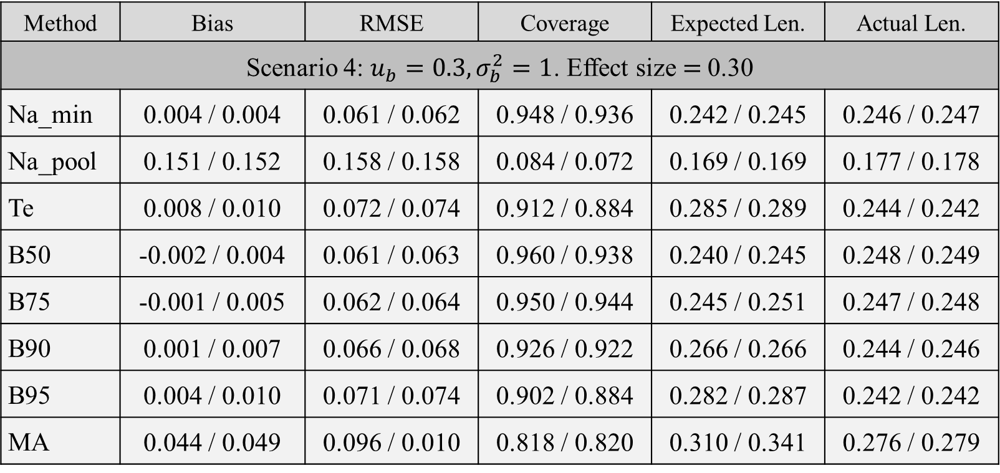 Method Bias RMSE Coverage Expected Len. Actual Len.
Scenario 4: u_b = 0.3, σ_b^2 = 1. Effect size = 0.30
Na_min 0.004 / 0.004 0.061 / 0.062 0.948 / 0.936 0.242 / 0.245 0.246 / 0.247
Na_pool 0.151 / 0.152 0.158 / 0.158 0.084 / 0.072 0.169 / 0.169 0.177 / 0.178
Te 0.008 / 0.010 0.072 / 0.074 0.912 / 0.884 0.285 / 0.289 0.244 / 0.242
B50 -0.002 / 0.004 0.061 / 0.063 0.960 / 0.938 0.240 / 0.245 0.248 / 0.249
B75 -0.001 / 0.005 0.062 / 0.064 0.950 / 0.944 0.245 / 0.251 0.247 / 0.248
B90 0.001 / 0.007 0.066 / 0.068 0.926 / 0.922 0.266 / 0.266 0.244 / 0.246
B95 0.004 / 0.010 0.071 / 0.074 0.902 / 0.884 0.282 / 0.287 0.242 / 0.242
MA 0.044 / 0.049 0.096 / 0.010 0.818 / 0.820 0.310 / 0.341 0.276 / 0.279